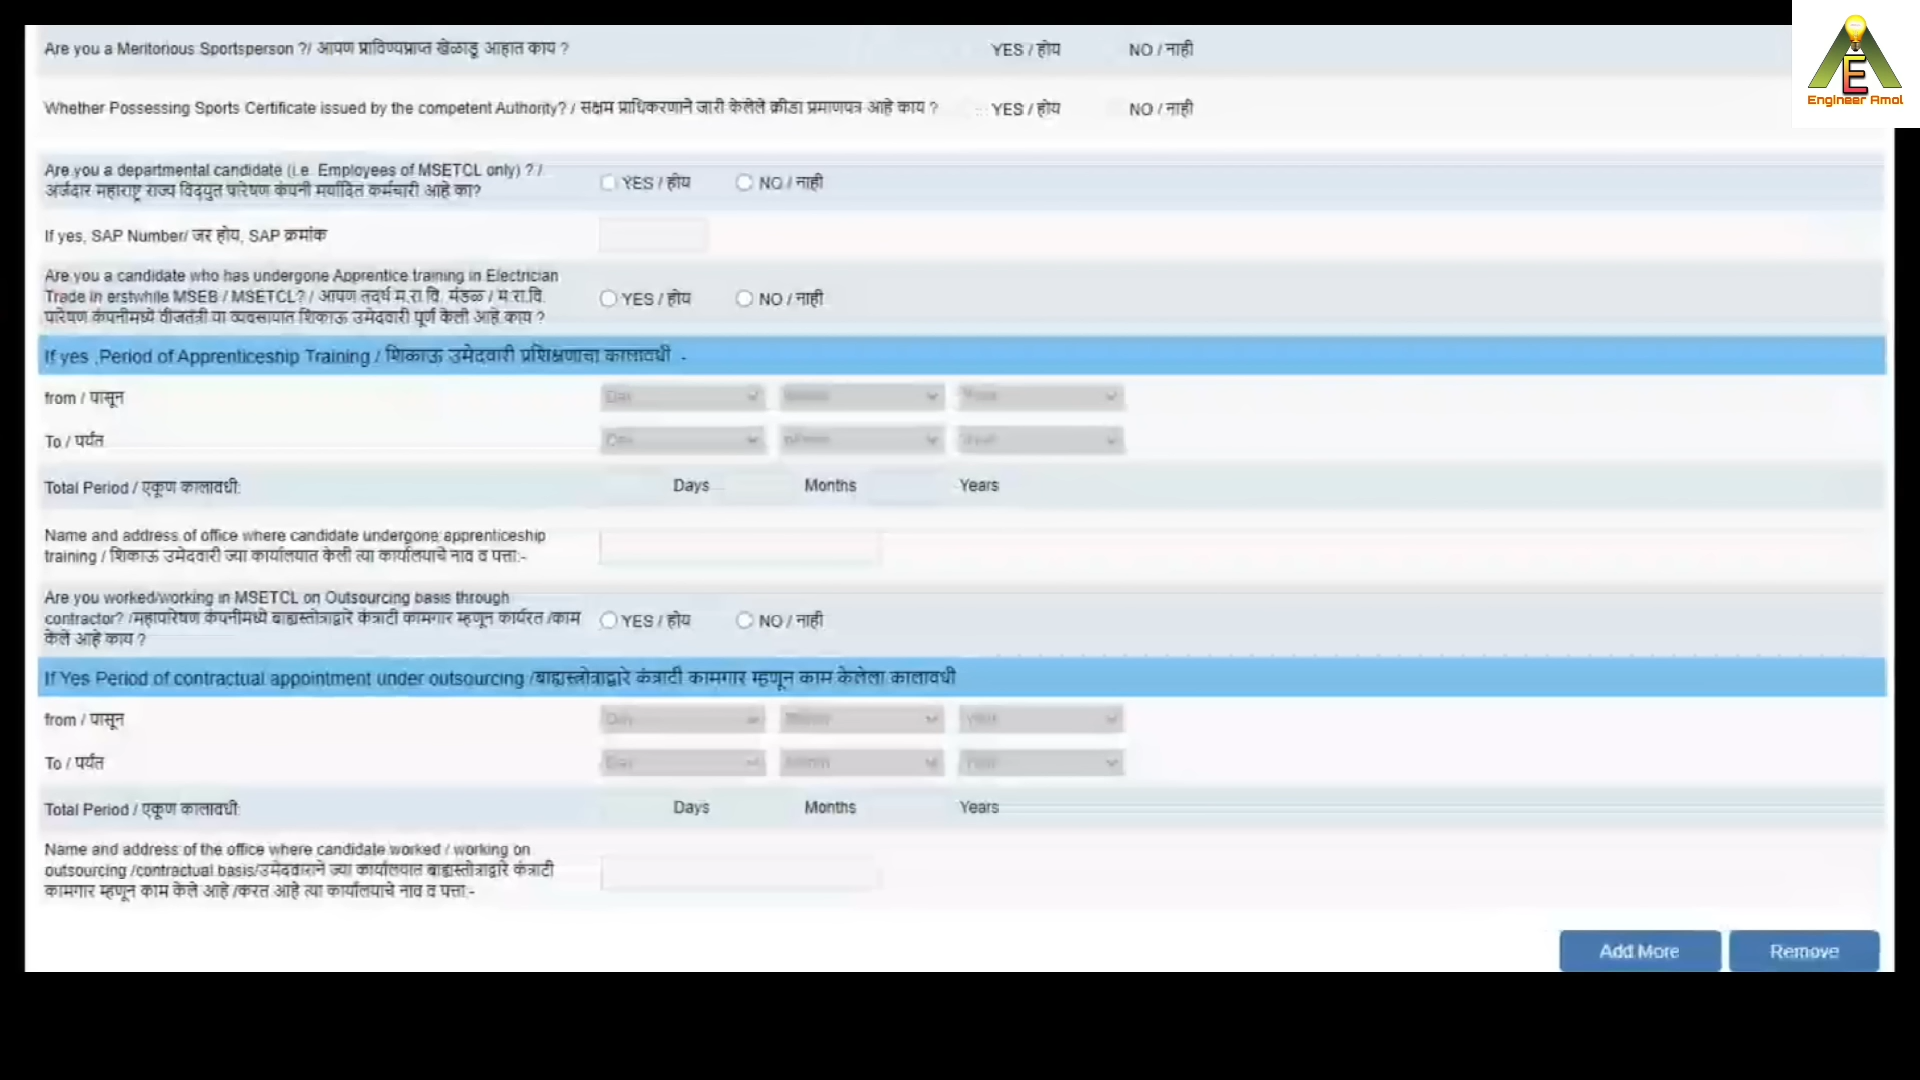 Are you a Meritorious Sportsperson ?/ आपण प्राविण्यप्राप्त खेळाडू आहात काय ? YES / होय NO / नाही
E
Engineer Amol
Whether Possessing Sports Certificate issued by the competent Authority? / सक्षम प्राधिकरणाने जारी केलेले क्रीडा प्रमाणपत्र आहे काय ? YES / होय NO / नाही
Are you a departmental candidate (i.e. Employees of MSETCL only) ? /
अर्जदार महाराष्ट्र राज्य विद्युत पारेषण कंपनी मर्यादित कर्मचारी आहे का? YES / होय NO / नाही
If yes, SAP Number/ जर होय, SAP क्रमांक
Are you a candidate who has undergone Apprentice training in Electrician
Trade in erstwhile MSEB / MSETCL? / आपण तदर्थ म.रा.वि. मंडळ / म.रा.वि. YES / होय NO / नाही
पारेषण कंपनीमध्ये वीजतंत्री या व्यवसायात शिकाऊ उमेदवारी पूर्ण केली आहे काय ?
If yes ,Period of Apprenticeship Training / शिकाऊ उमेदवारी प्रशिक्षणाचा कालावधी -
from / पासून Day
To / पर्यंत Day
Total Period / एकूण कालावधी: Days Months Years
Name and address of office where candidate undergone apprenticeship
training / शिकाऊ उमेदवारी ज्या कार्यालयात केली त्या कार्यालयाचे नाव व पत्ता:-
Are you worked/working in MSETCL on Outsourcing basis through
contractor? /महापारेषण कंपनीमध्ये बाह्यस्त्रोताद्वारे कंत्राटी कामगार म्हणून कार्यरत /काम YES / होय NO / नाही
केले आहे काय ?
If Yes Period of contractual appointment under outsourcing /बाह्यस्त्रोताद्वारे कंत्राटी कामगार म्हणून काम केलेला कालावधी
from / पासून Day Month Year
To / पर्यंत Day Month Year
Total Period / एकूण कालावधी: Days Months Years
Name and address of the office where candidate worked / working on
outsourcing /contractual basis/उमेदवाराने ज्या कार्यालयात बाह्यस्त्रोताद्वारे कंत्राटी
कामगार म्हणून काम केले आहे /करत आहे त्या कार्यालयाचे नाव व पत्ता:-
Add More Remove